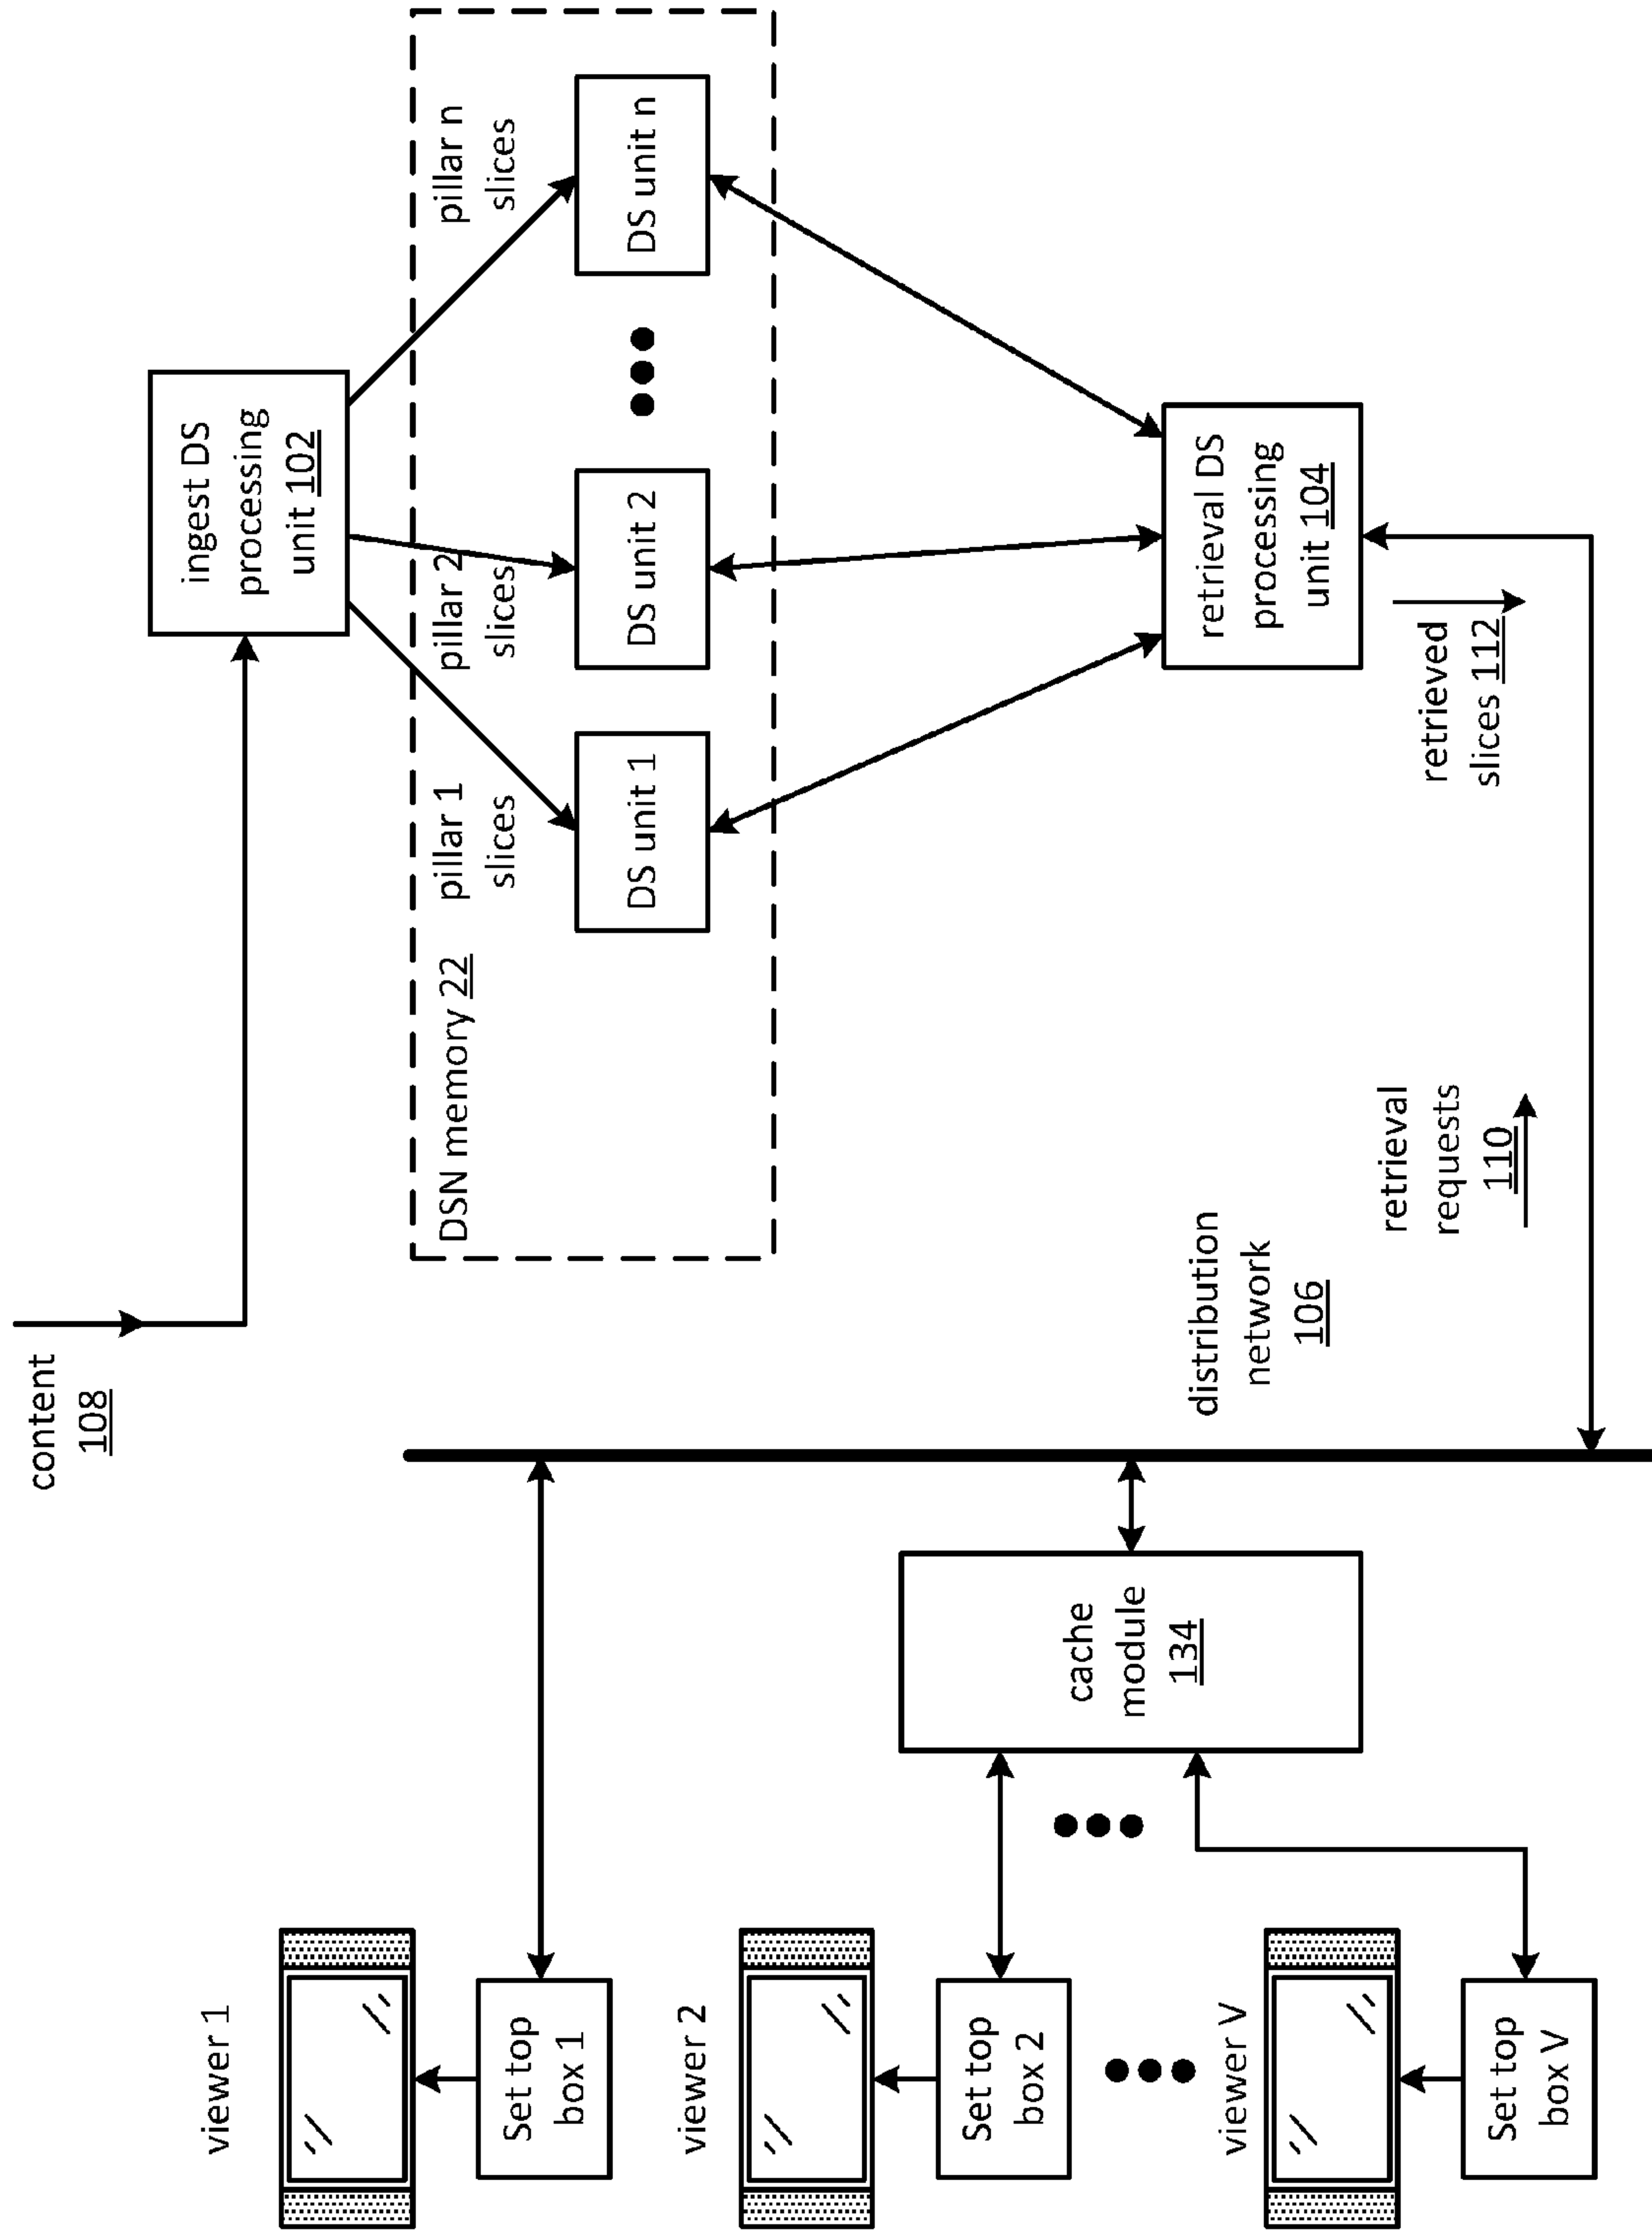 viewer 1
Set top
box 1
viewer 2
Set top
box 2
viewer V
Set top
box V
cache
module
134
content
108
distribution
network
106
retrieval
requests
110
DSN memory 22
pillar 1
slices
DS unit 1
pillar 2
slices
DS unit 2
pillar n
slices
DS unit n
ingest DS
processing
unit 102
retrieval DS
processing
unit 104
retrieved
slices 112